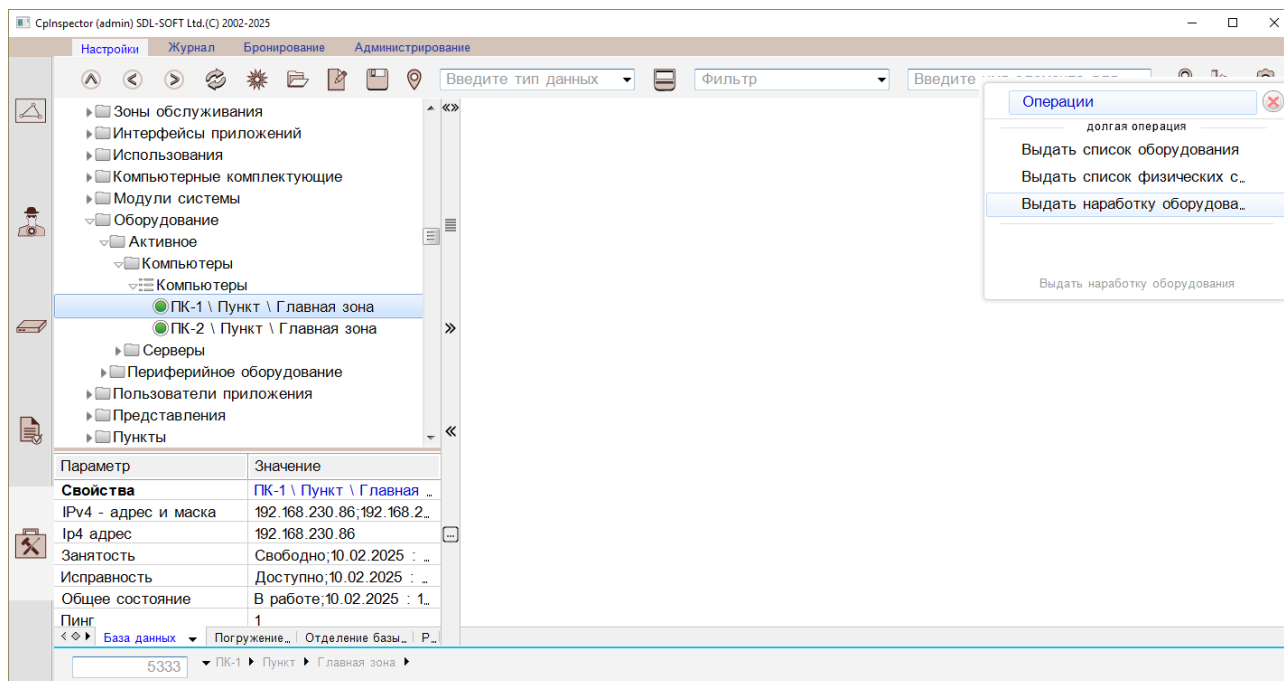 CpInspector (admin) SDL-SOFT Ltd.(C) 2002-2025
Настройки Журнал Бронирование Администрирование
Введите тип данных Фильтр Введите
Операции
долгая операция
Выдать список оборудования
Выдать список физических с...
Выдать наработку оборудова...
Выдать наработку оборудования
Зоны обслуживания
Интерфейсы приложений
Использования
Компьютерные комплектующие
Модули системы
Оборудование
Активное
Компьютеры
Компьютеры
ПК-1 \ Пункт \ Главная зона
ПК-2 \ Пункт \ Главная зона
Серверы
Периферийное оборудование
Пользователи приложения
Представления
Пункты
Параметр Значение
Свойства ПК-1 \ Пункт \ Главная ...
IPv4 - адрес и маска 192.168.230.86;192.168.2...
Ip4 адрес 192.168.230.86
Занятость Свободно;10.02.2025 : ...
Исправность Доступно;10.02.2025 : ...
Общее состояние В работе;10.02.2025 : 1...
Пинг 1
База данных Погружение... Отделение базы... Р...
5333 ПК-1 Пункт Главная зона